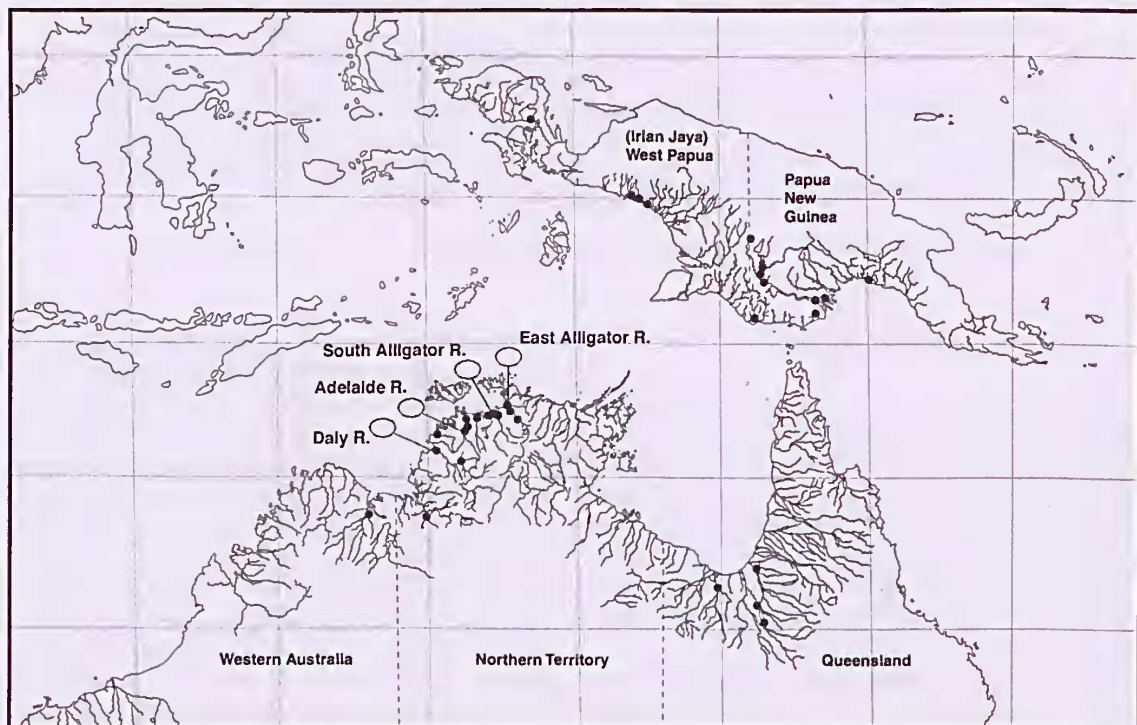 (Irian Jaya)
West Papua
Papua
New
Guinea
East Alligator R.
South Alligator R.
Adelaide R.
Daly R.
Western Australia
Northern Territory
Queensland